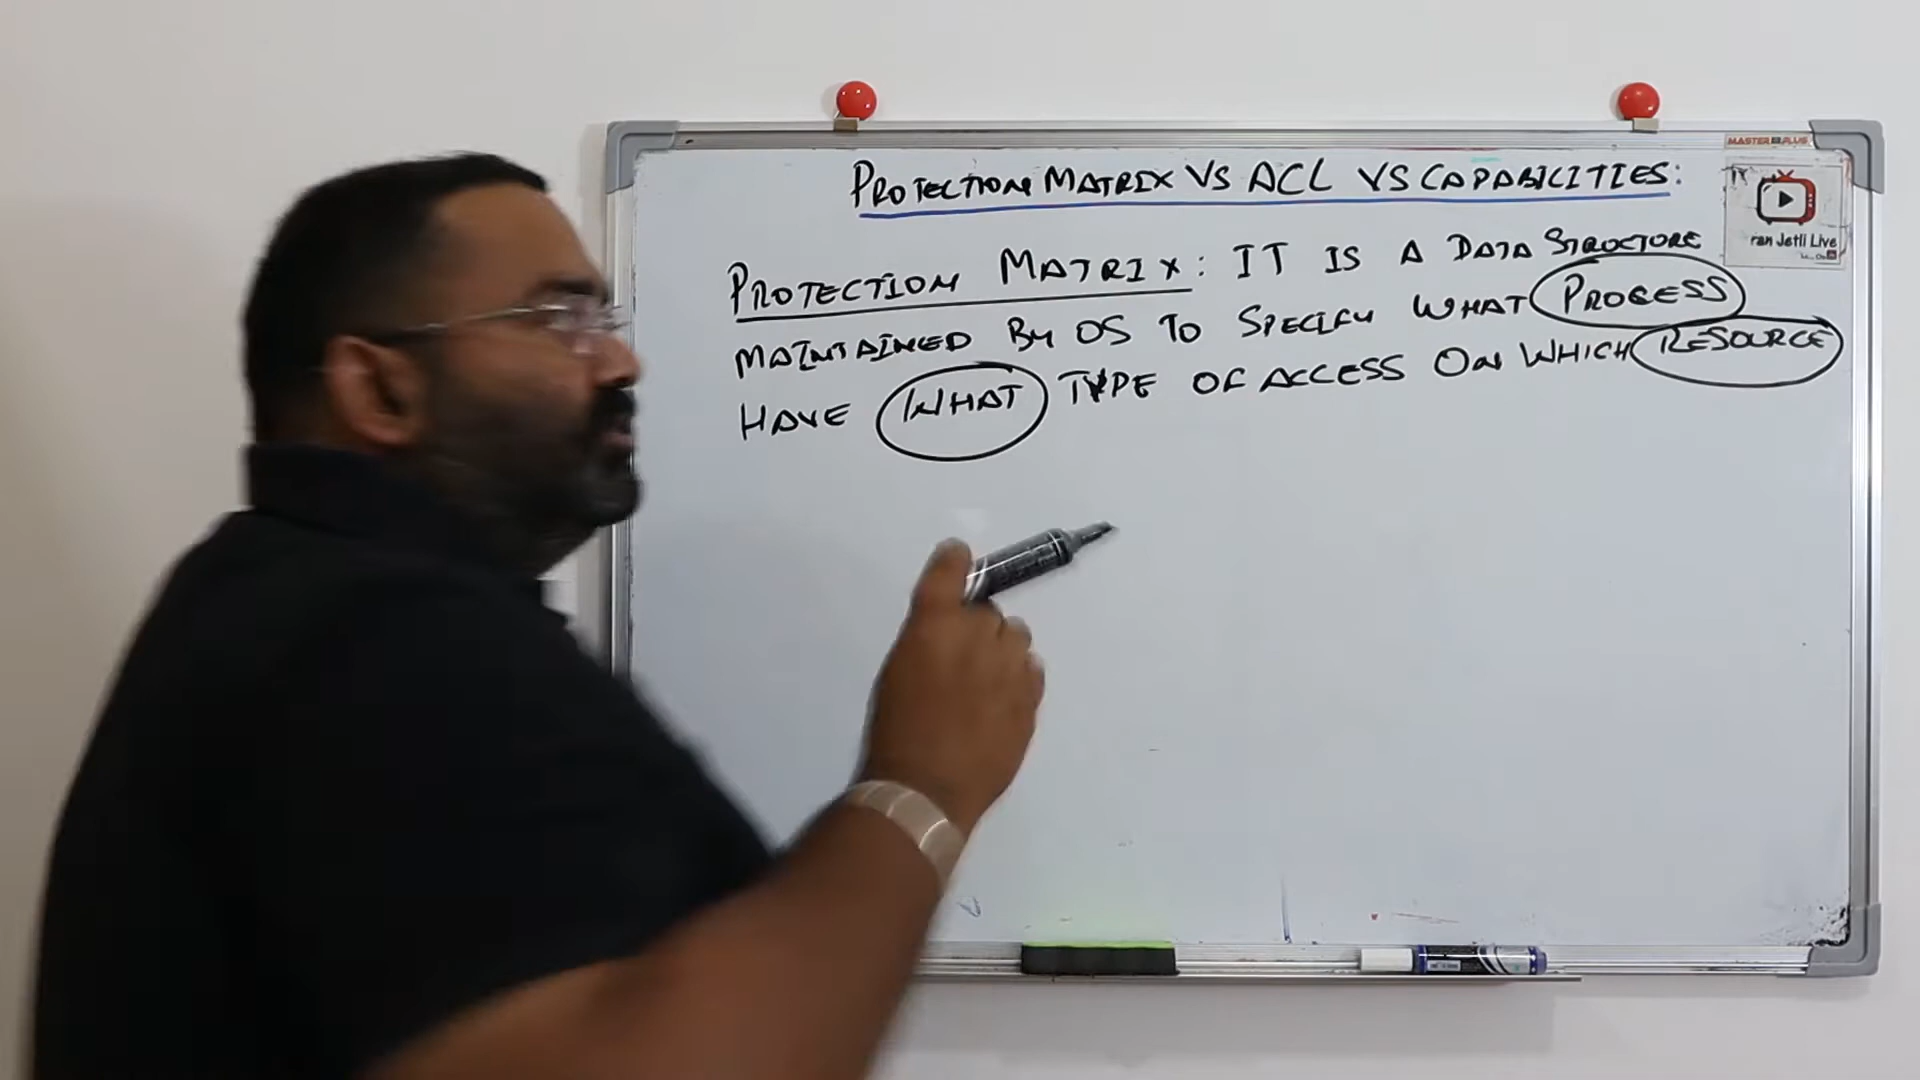 PROTECTION MATRIX VS ACL VS CAPABILITIES:
MASTER PLUS
ran Jetli Live
PROTECTION MATRIX: IT IS A DATA STRUCTURE
MAINTAINED BY OS TO SPECIFY WHAT PROCESS
HAVE WHAT TYPE OF ACCESS ON WHICH RESOURCE